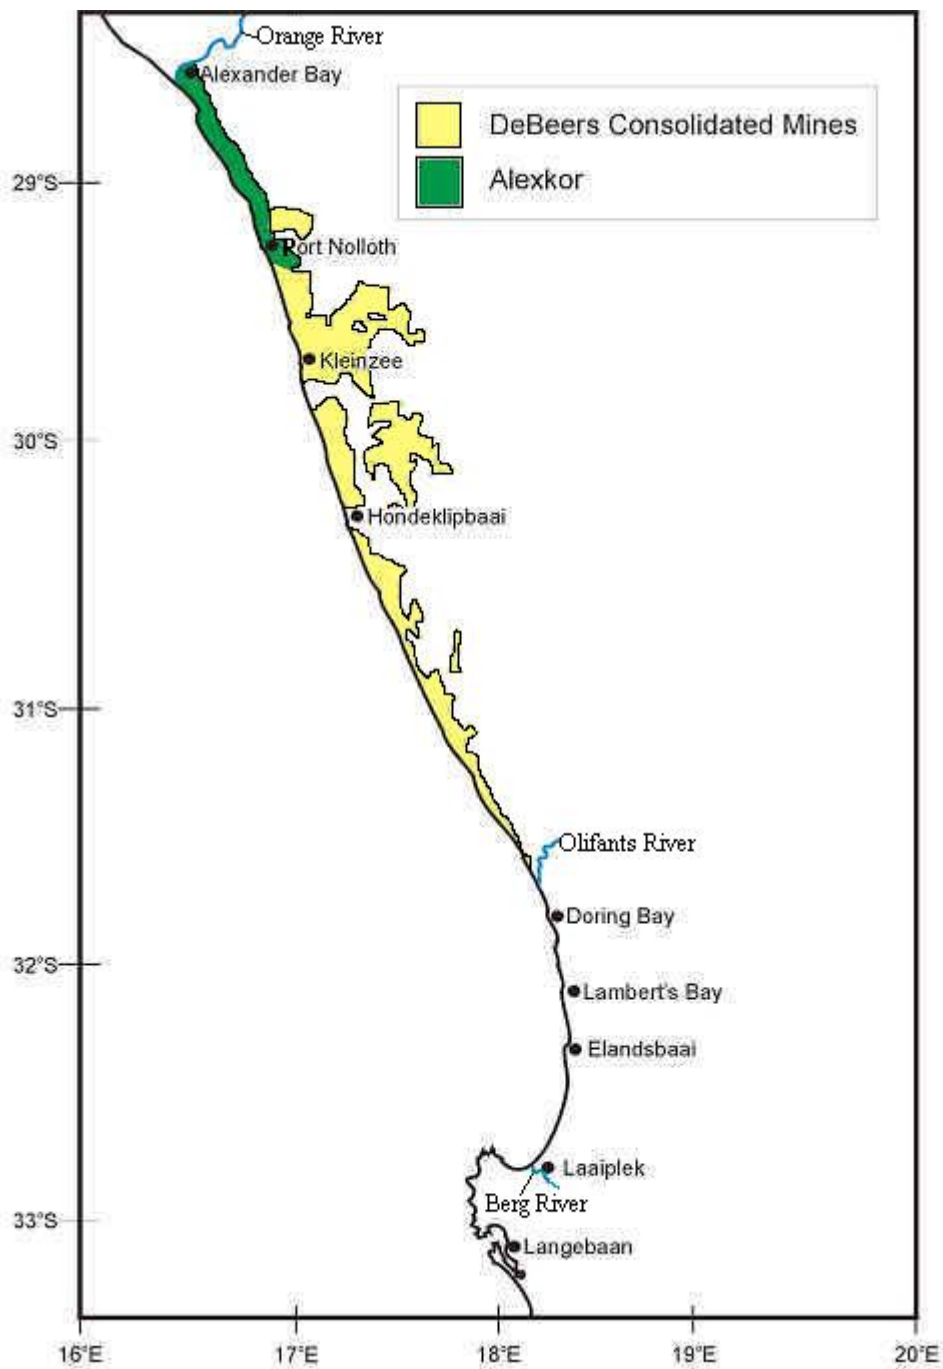 Orange River
Alexander Bay
DeBeers Consolidated Mines
Alexkor
29°S
Port Nolloth
Kleinzee
30°S
Hondeklipbaai
31°S
Olifants River
Doring Bay
32°S
Lambert's Bay
Elandsbaai
Laaiplek
Berg River
33°S
Langebaan
16°E 17°E 18°E 19°E 20°E